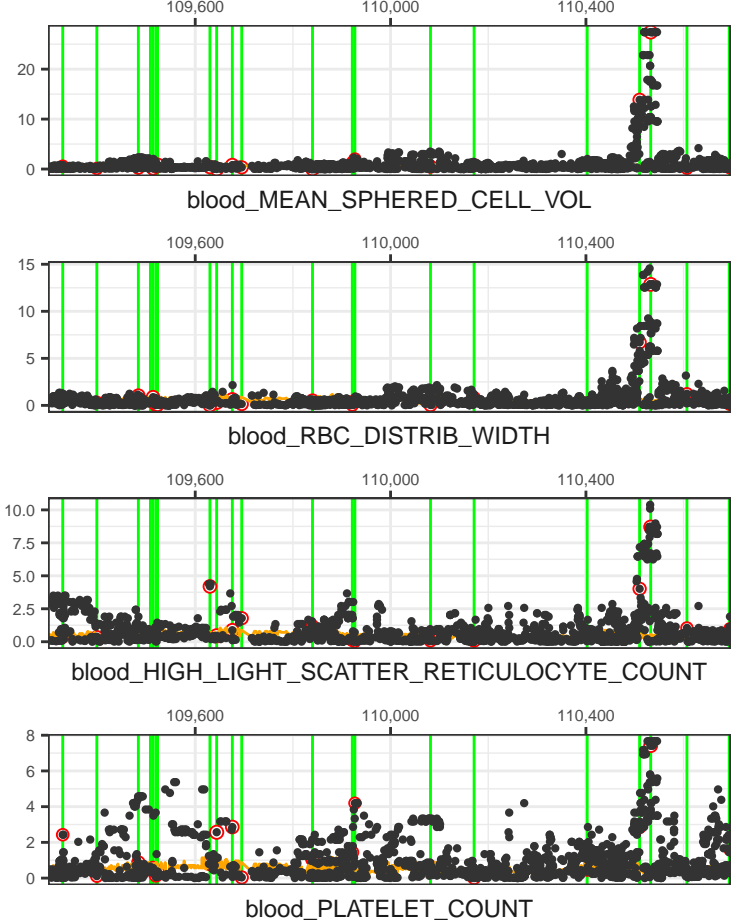 109,600 110,000 110,400
20
10
0
blood_MEAN_SPHERED_CELL_VOL
109,600 110,000 110,400
15
10
5
0
blood_RBC_DISTRIB_WIDTH
109,600 110,000 110,400
10.0
7.5
5.0
2.5
0.0
blood_HIGH_LIGHT_SCATTER_RETICULOCYTE_COUNT
109,600 110,000 110,400
8
6
4
2
0
blood_PLATELET_COUNT